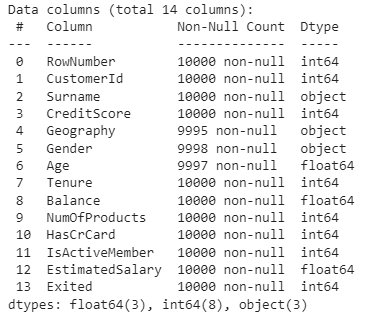 Data columns (total 14 columns):
 #   Column           Non-Null Count  Dtype
---  ------           --------------  -----
 0   RowNumber        10000 non-null  int64
 1   CustomerId       10000 non-null  int64
 2   Surname          10000 non-null  object
 3   CreditScore      10000 non-null  int64
 4   Geography        9995 non-null   object
 5   Gender           9998 non-null   object
 6   Age              9997 non-null   float64
 7   Tenure           10000 non-null  int64
 8   Balance          10000 non-null  float64
 9   NumOfProducts    10000 non-null  int64
 10  HasCrCard        10000 non-null  int64
 11  IsActiveMember   10000 non-null  int64
 12  EstimatedSalary  10000 non-null  float64
 13  Exited           10000 non-null  int64
dtypes: float64(3), int64(8), object(3)